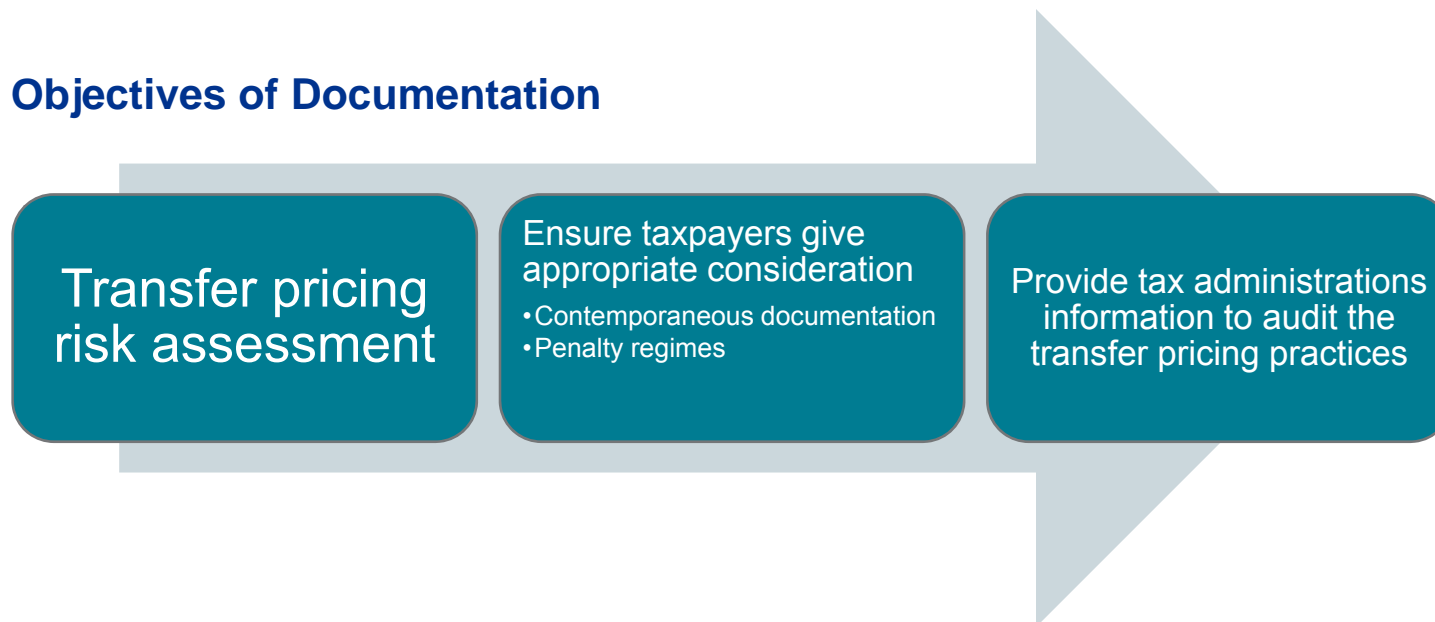 Objectives of Documentation
Transfer pricing
risk assessment
Ensure taxpayers give
appropriate consideration
•Contemporaneous documentation
•Penalty regimes
Provide tax administrations
information to audit the
transfer pricing practices